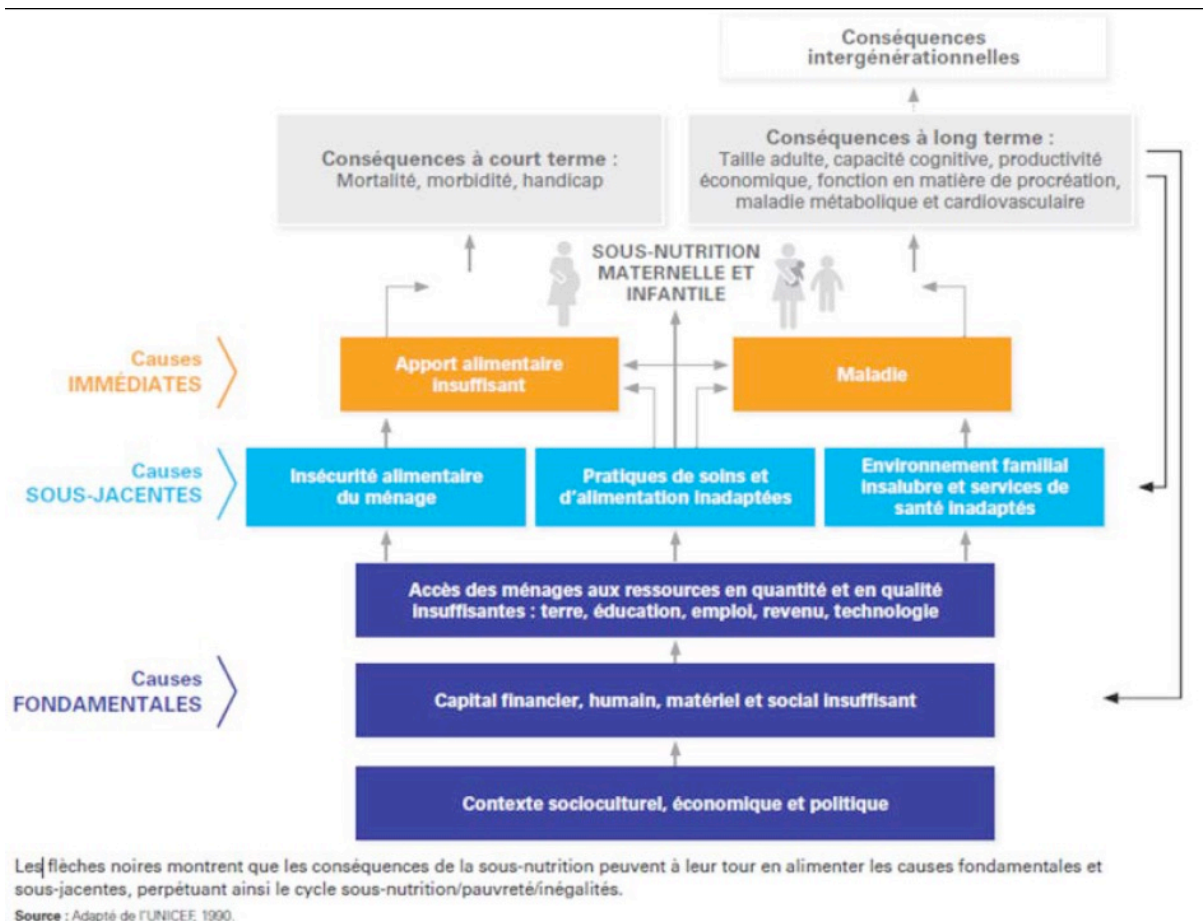 Conséquences
intergénérationnelles
Conséquences à court terme :
Mortalité, morbidité, handicap
Conséquences à long terme :
Taille adulte, capacité cognitive, productivité
économique, fonction en matière de procréation,
maladie métabolique et cardiovasculaire
SOUS-NUTRITION
MATERNELLE ET
INFANTILE
Causes
IMMÉDIATES
Apport alimentaire
insuffisant
Maladie
Causes
SOUS-JACENTES
Insécurité alimentaire
du ménage
Pratiques de soins et
d'alimentation inadaptées
Environnement familial
insalubre et services de
santé inadaptés
Accès des ménages aux ressources en quantité et en qualité
insuffisantes : terre, éducation, emploi, revenu, technologie
Causes
FONDAMENTALES
Capital financier, humain, matériel et social insuffisant
Contexte socioculturel, économique et politique
Les flèches noires montrent que les conséquences de la sous-nutrition peuvent à leur tour en alimenter les causes fondamentales et
sous-jacentes, perpétuant ainsi le cycle sous-nutrition/pauvreté/inégalités.
Source : Adapté de l'UNICEF, 1990.